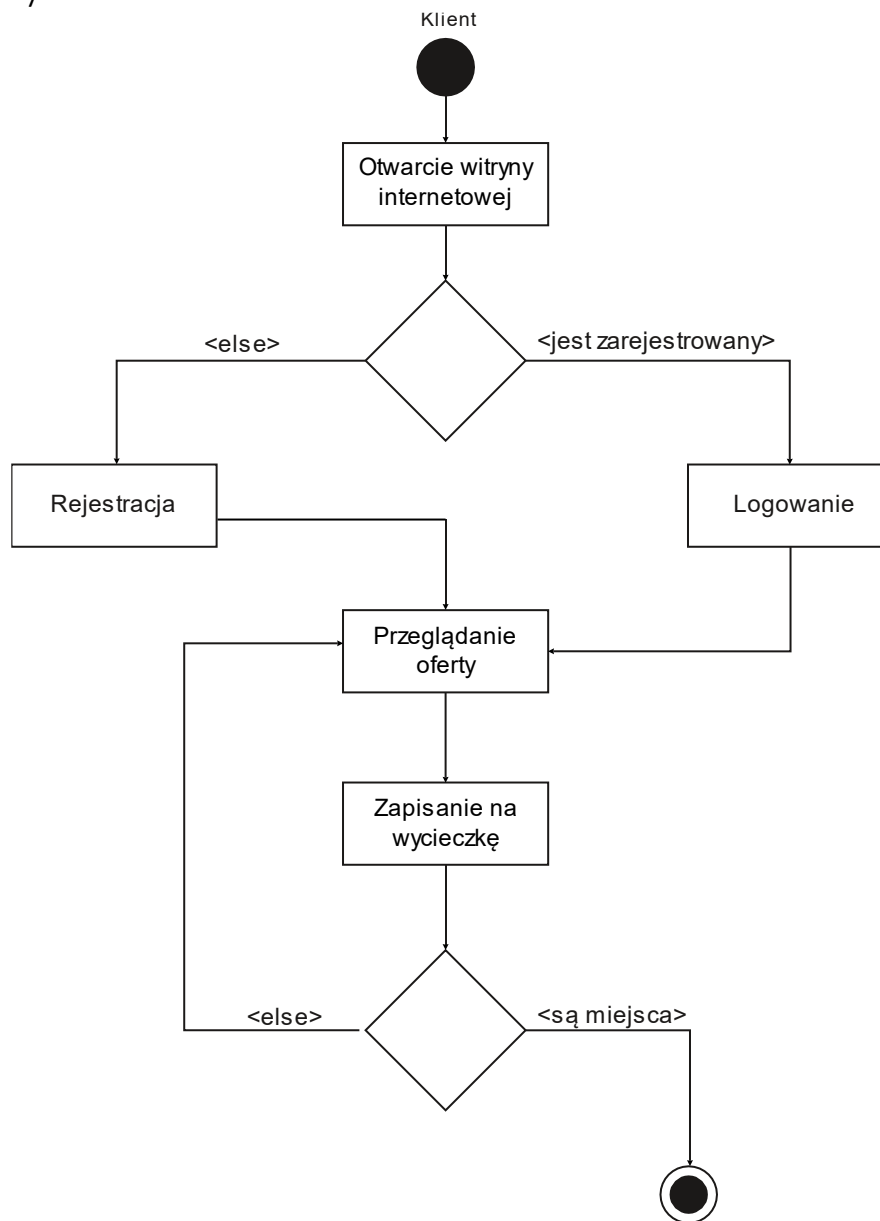 Klient
Otwarcie witryny
internetowej
<else>
<jest zarejestrowany>
Rejestracja
Logowanie
Przeglądanie
oferty
Zapisanie na
wycieczkę
<else>
<są miejsca>